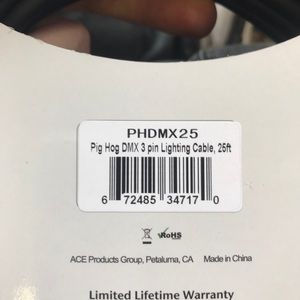 PHDMX25
Pig Hog DMX 3 pin Lighting Cable, 25ft
6 72485 34717 0
RoHS
ACE Products Group, Petaluma, CA Made in China
Limited Lifetime Warranty